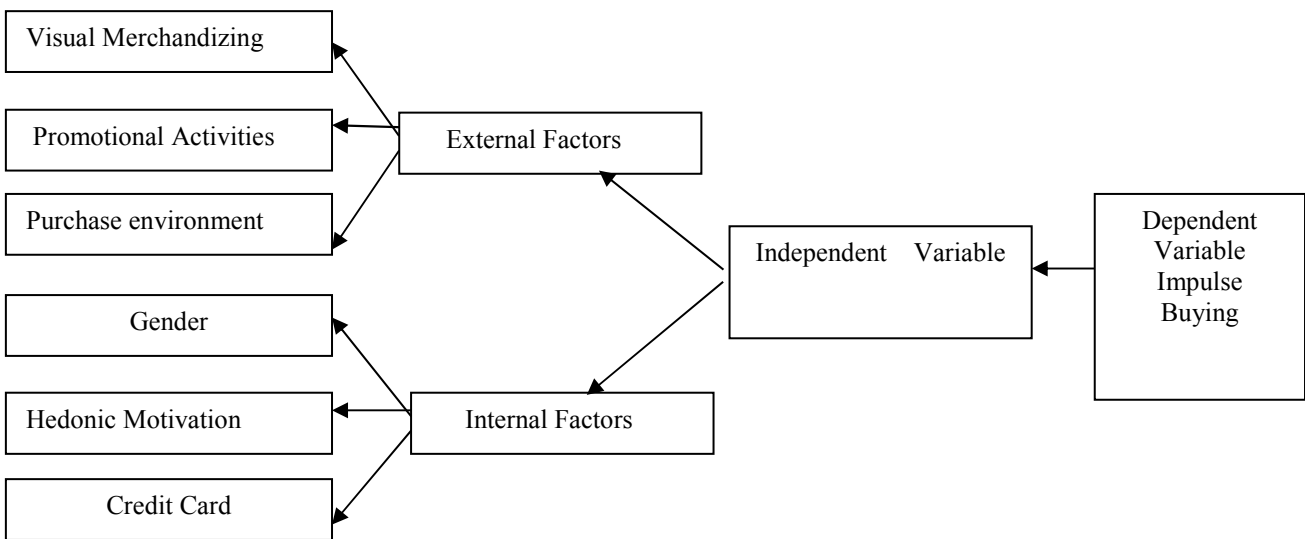 Visual Merchandizing
Promotional Activities
Purchase environment
Gender
Hedonic Motivation
Credit Card
External Factors
Internal Factors
Independent Variable
Dependent
Variable
Impulse
Buying